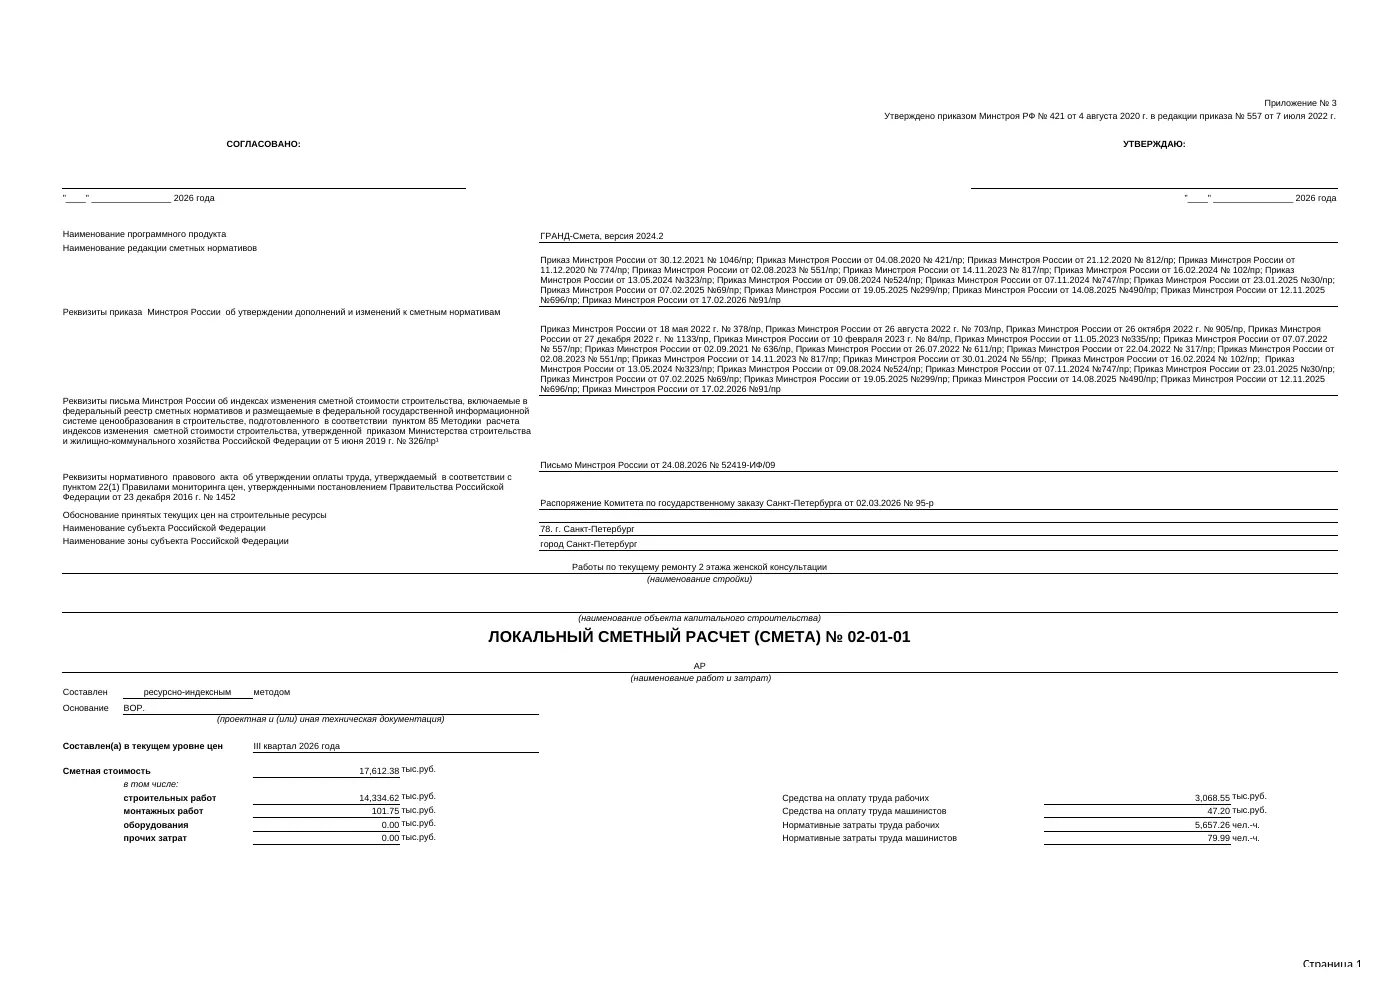 Приложение № 3
Утверждено приказом Минстроя РФ № 421 от 4 августа 2020 г. в редакции приказа № 557 от 7 июля 2022 г.
СОГЛАСОВАНО:
УТВЕРЖДАЮ:
"____" ________________ 2026 года
"____" ________________ 2026 года
Наименование программного продукта
ГРАНД-Смета, версия 2024.2
Наименование редакции сметных нормативов
Приказ Минстроя России от 30.12.2021 № 1046/пр; Приказ Минстроя России от 04.08.2020 № 421/пр; Приказ Минстроя России от 21.12.2020 № 812/пр; Приказ Минстроя России от
11.12.2020 № 774/пр; Приказ Минстроя России от 02.08.2023 № 551/пр; Приказ Минстроя России от 14.11.2023 № 817/пр; Приказ Минстроя России от 16.02.2024 № 102/пр; Приказ
Минстроя России от 13.05.2024 №323/пр; Приказ Минстроя России от 09.08.2024 №524/пр; Приказ Минстроя России от 07.11.2024 №747/пр; Приказ Минстроя России от 23.01.2025 №30/пр;
Приказ Минстроя России от 07.02.2025 №69/пр; Приказ Минстроя России от 19.05.2025 №299/пр; Приказ Минстроя России от 14.08.2025 №490/пр; Приказ Минстроя России от 12.11.2025
№696/пр; Приказ Минстроя России от 17.02.2026 №91/пр
Реквизиты приказа Минстроя России об утверждении дополнений и изменений к сметным нормативам
Приказ Минстроя России от 18 мая 2022 г. № 378/пр, Приказ Минстроя России от 26 августа 2022 г. № 703/пр, Приказ Минстроя России от 26 октября 2022 г. № 905/пр, Приказ Минстроя
России от 27 декабря 2022 г. № 1133/пр, Приказ Минстроя России от 10 февраля 2023 г. № 84/пр, Приказ Минстроя России от 11.05.2023 №335/пр; Приказ Минстроя России от 07.07.2022
№ 557/пр; Приказ Минстроя России от 02.09.2021 № 636/пр, Приказ Минстроя России от 26.07.2022 № 611/пр; Приказ Минстроя России от 22.04.2022 № 317/пр; Приказ Минстроя России от
02.08.2023 № 551/пр; Приказ Минстроя России от 14.11.2023 № 817/пр; Приказ Минстроя России от 30.01.2024 № 55/пр; Приказ Минстроя России от 16.02.2024 № 102/пр; Приказ
Минстроя России от 13.05.2024 №323/пр; Приказ Минстроя России от 09.08.2024 №524/пр; Приказ Минстроя России от 07.11.2024 №747/пр; Приказ Минстроя России от 23.01.2025 №30/пр;
Приказ Минстроя России от 07.02.2025 №69/пр; Приказ Минстроя России от 19.05.2025 №299/пр; Приказ Минстроя России от 14.08.2025 №490/пр; Приказ Минстроя России от 12.11.2025
№696/пр; Приказ Минстроя России от 17.02.2026 №91/пр
Реквизиты письма Минстроя России об индексах изменения сметной стоимости строительства, включаемые в
федеральный реестр сметных нормативов и размещаемые в федеральной государственной информационной
системе ценообразования в строительстве, подготовленного в соответствии пунктом 85 Методики расчета
индексов изменения сметной стоимости строительства, утвержденной приказом Министерства строительства
и жилищно-коммунального хозяйства Российской Федерации от 5 июня 2019 г. № 326/пр¹
Письмо Минстроя России от 24.08.2026 № 52419-ИФ/09
Реквизиты нормативного правового акта об утверждении оплаты труда, утверждаемый в соответствии с
пунктом 22(1) Правилами мониторинга цен, утвержденными постановлением Правительства Российской
Федерации от 23 декабря 2016 г. № 1452
Распоряжение Комитета по государственному заказу Санкт-Петербурга от 02.03.2026 № 95-р
Обоснование принятых текущих цен на строительные ресурсы
Наименование субъекта Российской Федерации
78. г. Санкт-Петербург
Наименование зоны субъекта Российской Федерации
город Санкт-Петербург
Работы по текущему ремонту 2 этажа женской консультации
(наименование стройки)
(наименование объекта капитального строительства)
ЛОКАЛЬНЫЙ СМЕТНЫЙ РАСЧЕТ (СМЕТА) № 02-01-01
АР
(наименование работ и затрат)
Составлен ресурсно-индексным методом
Основание ВОР.
(проектная и (или) иная техническая документация)
Составлен(а) в текущем уровне цен III квартал 2026 года
Сметная стоимость 17,612.38 тыс.руб.
в том числе:
строительных работ 14,334.62 тыс.руб. Средства на оплату труда рабочих 3,068.55 тыс.руб.
монтажных работ 101.75 тыс.руб. Средства на оплату труда машинистов 47.20 тыс.руб.
оборудования 0.00 тыс.руб. Нормативные затраты труда рабочих 5,657.26 чел.-ч.
прочих затрат 0.00 тыс.руб. Нормативные затраты труда машинистов 79.99 чел.-ч.
Страница 1